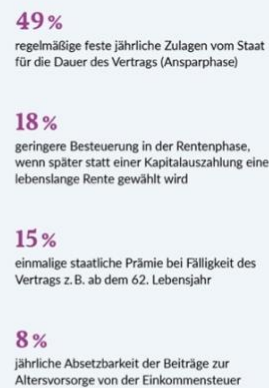 49 %
regelmäßige feste jährliche Zulagen vom Staat
für die Dauer des Vertrags (Ansparphase)
18 %
geringere Besteuerung in der Rentenphase,
wenn später statt einer Kapitalauszahlung eine
lebenslange Rente gewählt wird
15 %
einmalige staatliche Prämie bei Fälligkeit des
Vertrags z. B. ab dem 62. Lebensjahr
8 %
jährliche Absetzbarkeit der Beiträge zur
Altersvorsorge von der Einkommensteuer